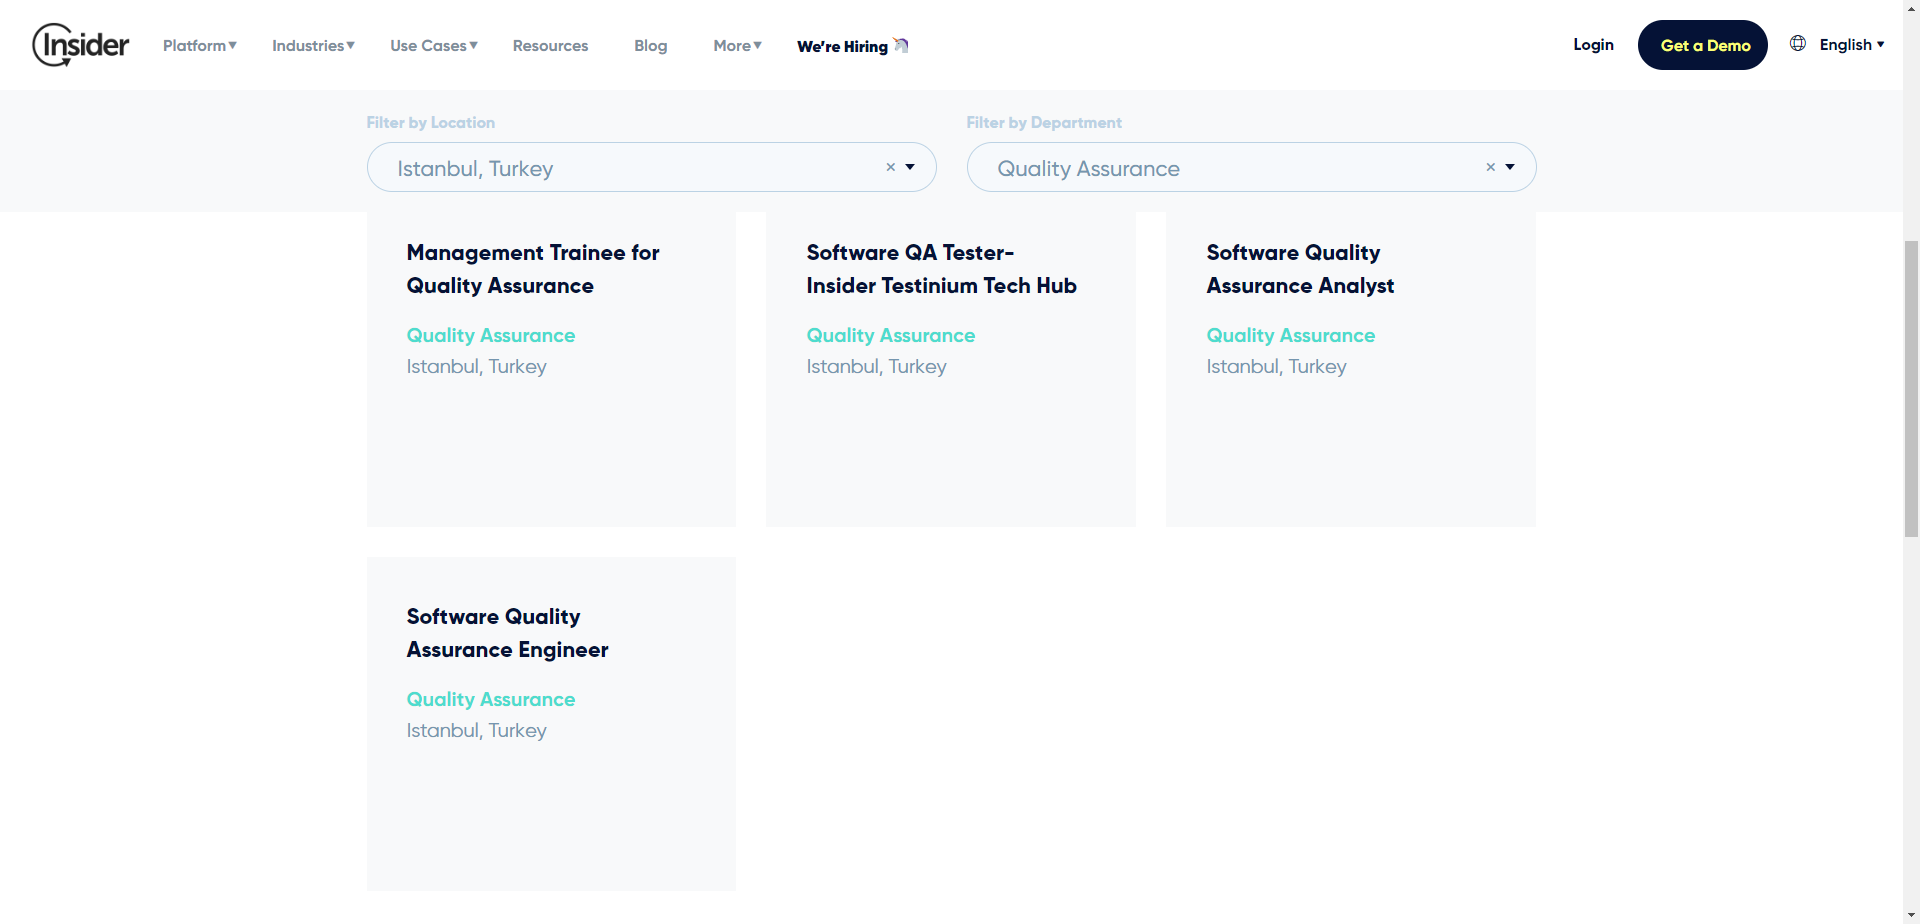 Insider
Platform▼ Industries▼ Use Cases▼ Resources Blog More▼ We're Hiring 🦄 Login Get a Demo English ▾
Filter by Location Filter by Department
Istanbul, Turkey × ▾ Quality Assurance × ▾
Management Trainee for
Quality Assurance
Quality Assurance
Istanbul, Turkey
Software QA Tester-
Insider Testinium Tech Hub
Quality Assurance
Istanbul, Turkey
Software Quality
Assurance Analyst
Quality Assurance
Istanbul, Turkey
Software Quality
Assurance Engineer
Quality Assurance
Istanbul, Turkey